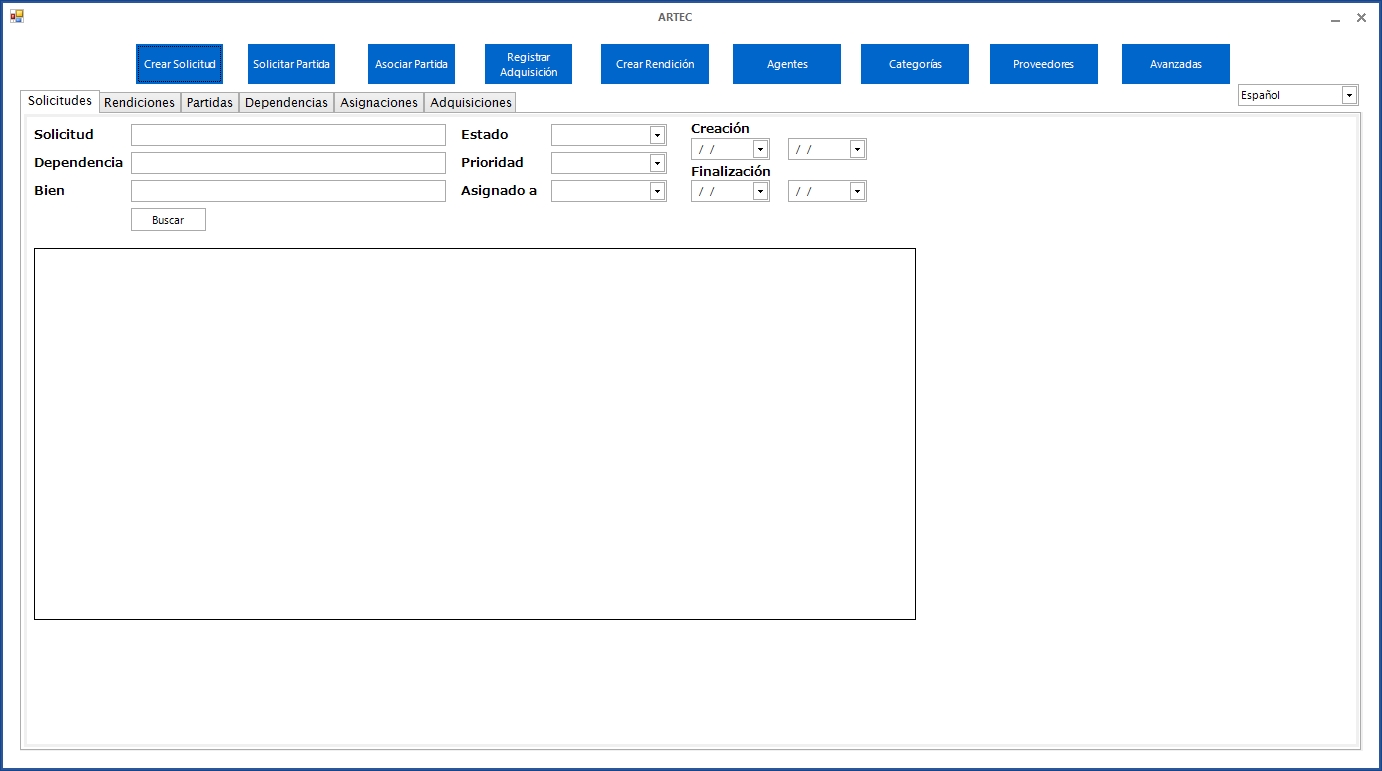 ARTEC
Crear Solicitud
Solicitar Partida
Asociar Partida
Registrar
Adquisición
Crear Rendición
Agentes
Categorías
Proveedores
Avanzadas
Español
Solicitudes
Rendiciones
Partidas
Dependencias
Asignaciones
Adquisiciones
Solicitud
Estado
Creación
/ /
/ /
Dependencia
Prioridad
Finalización
Bien
Asignado a
/ /
/ /
Buscar